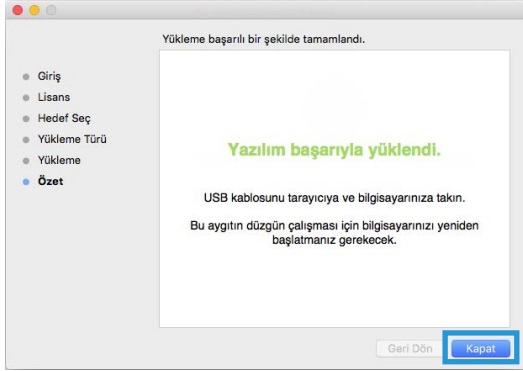 Yükleme başarılı bir şekilde tamamlandı.
Giriş
Lisans
Hedef Seç
Yükleme Türü
Yükleme
Özet
Yazılım başarıyla yüklendi.
USB kablosunu tarayıcıya ve bilgisayarınıza takın.
Bu aygıtın düzgün çalışması için bilgisayarınızı yeniden
başlatmanız gerekecek.
Geri Dön
Kapat